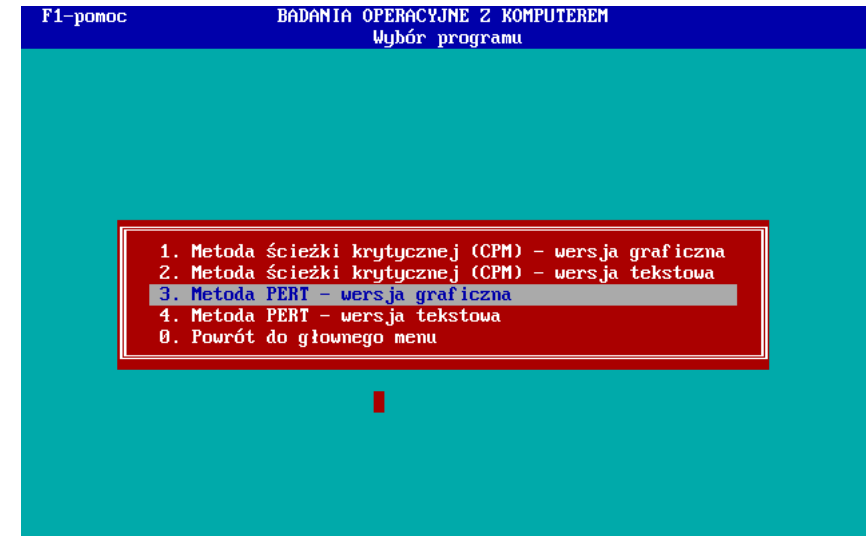 F1-pomoc BADANIA OPERACYJNE Z KOMPUTEREM
Wybór programu
1. Metoda ścieżki krytycznej (CPM) - wersja graficzna
2. Metoda ścieżki krytycznej (CPM) - wersja tekstowa
3. Metoda PERT - wersja graficzna
4. Metoda PERT - wersja tekstowa
0. Powrót do głownego menu